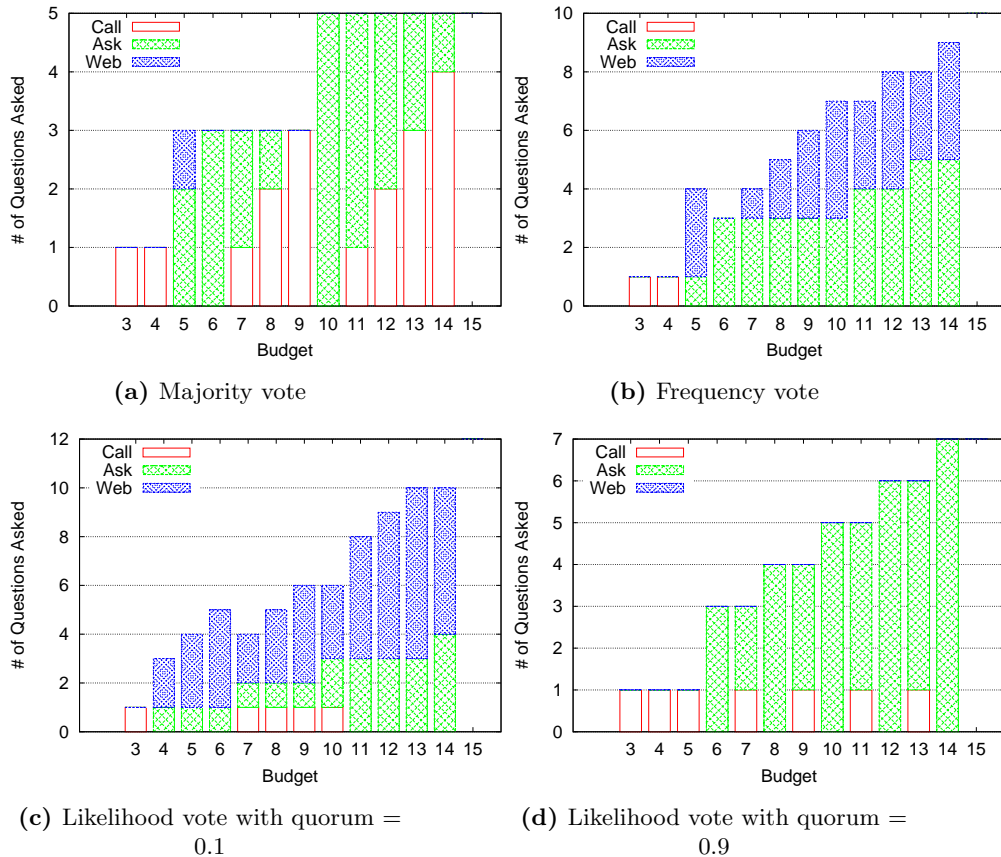 5
4
3
2
1
0
# of Questions Asked
Call
Ask
Web
3 4 5 6 7 8 9 10 11 12 13 14 15
Budget
(a) Majority vote
10
8
6
4
2
0
# of Questions Asked
Call
Ask
Web
3 4 5 6 7 8 9 10 11 12 13 14 15
Budget
(b) Frequency vote
12
10
8
6
4
2
0
# of Questions Asked
Call
Ask
Web
3 4 5 6 7 8 9 10 11 12 13 14 15
Budget
(c) Likelihood vote with quorum =
0.1
7
6
5
4
3
2
1
0
# of Questions Asked
Call
Ask
Web
3 4 5 6 7 8 9 10 11 12 13 14 15
Budget
(d) Likelihood vote with quorum =
0.9